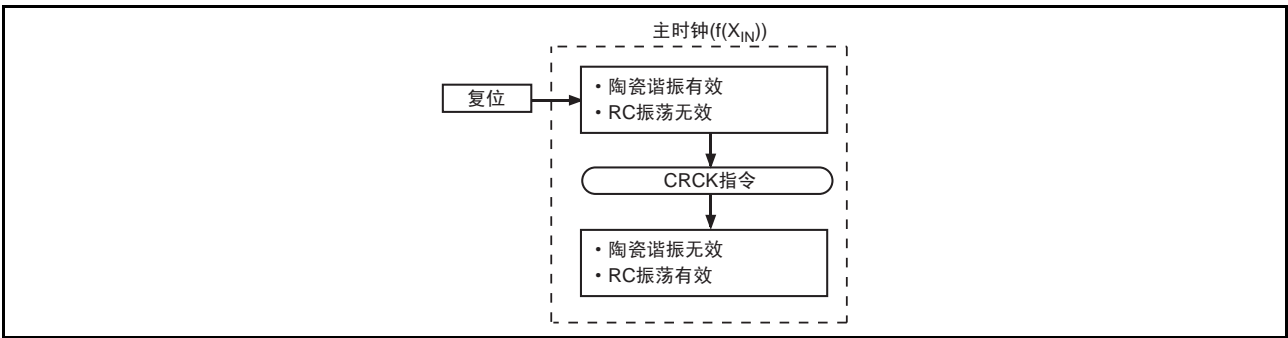 主时钟(f(X_IN))
复位
・陶瓷谐振有效
・RC振荡无效
CRCK指令
・陶瓷谐振无效
・RC振荡有效